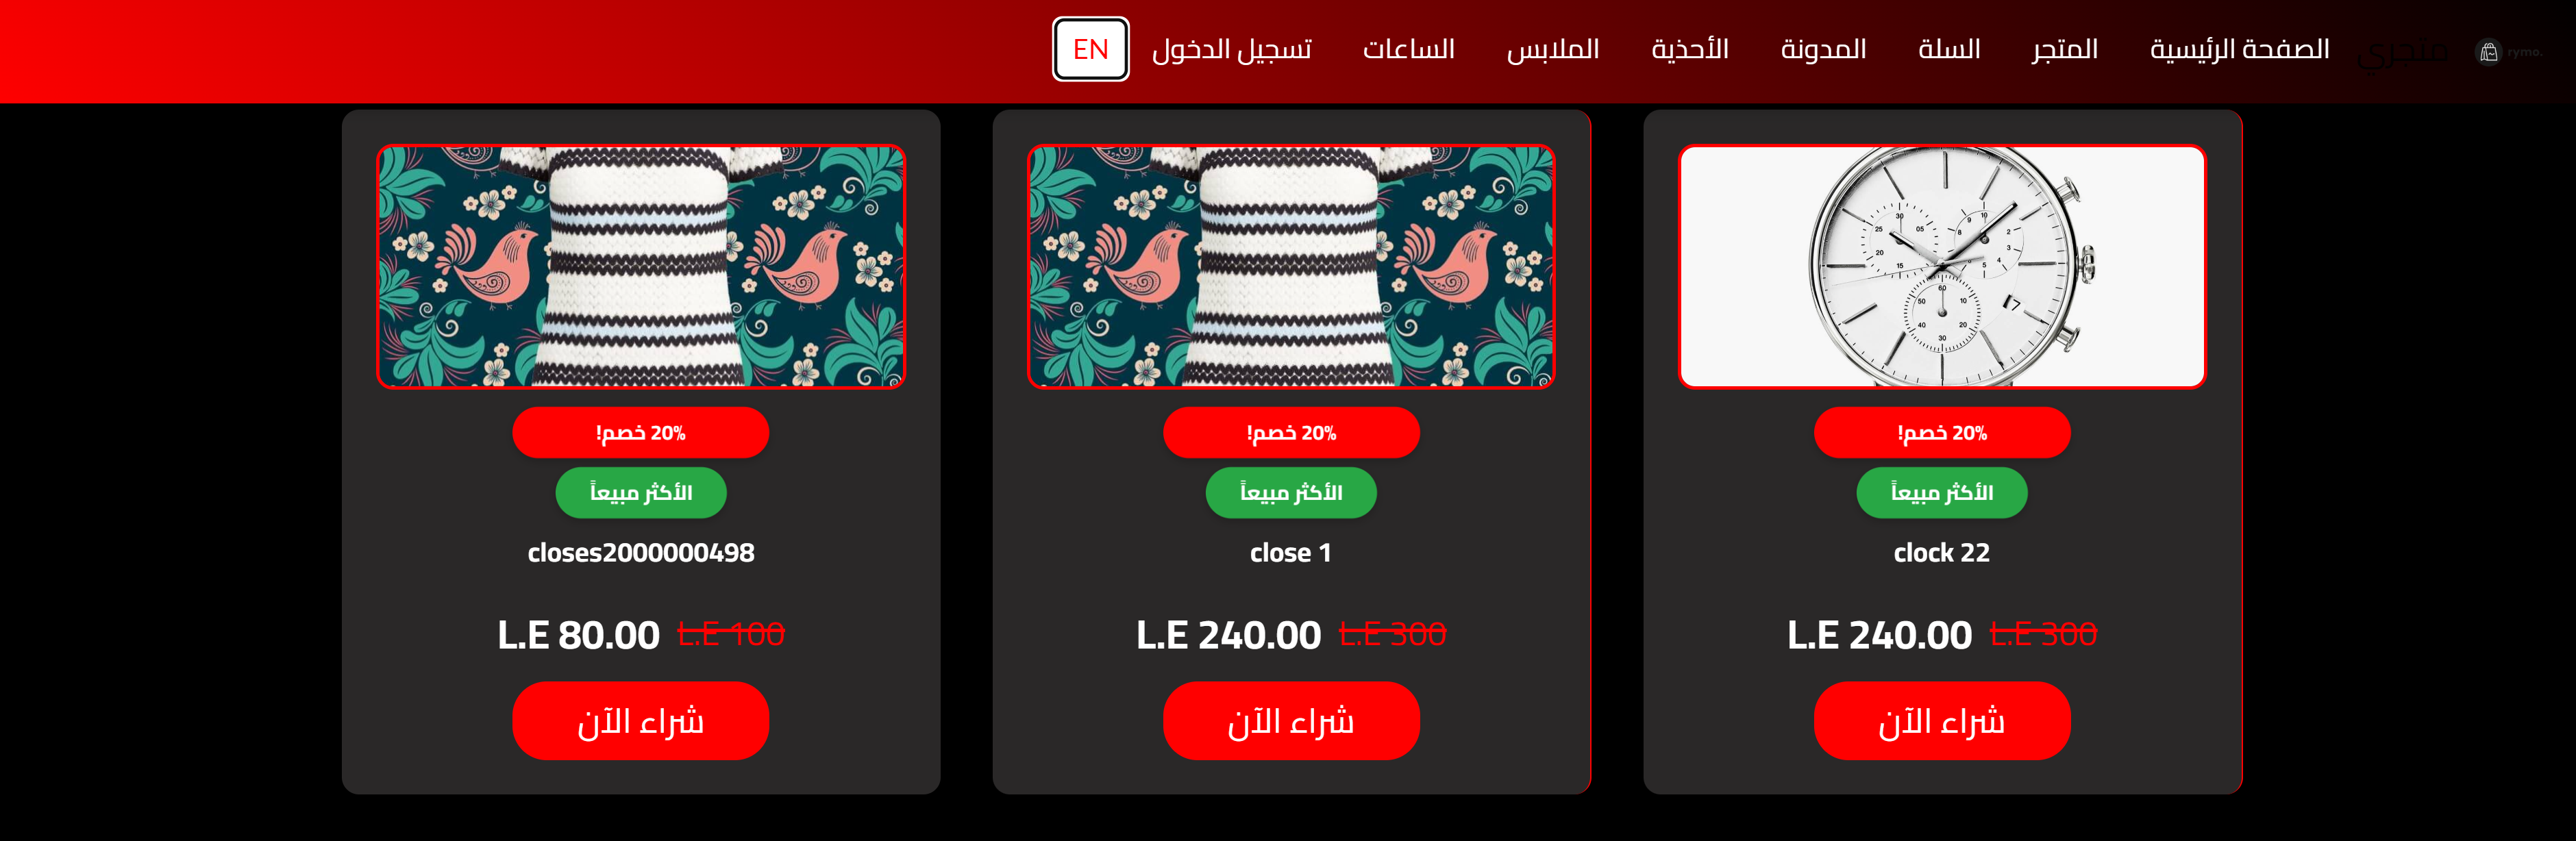 rymo.
متجري
الصفحة الرئيسية
المتجر
السلة
المدونة
الأحذية
الملابس
الساعات
تسجيل الدخول
EN
20% خصم!
الأكثر مبيعاً
clock 22
L.E 240.00 L.E 300
شراء الآن
20% خصم!
الأكثر مبيعاً
close 1
L.E 240.00 L.E 300
شراء الآن
20% خصم!
الأكثر مبيعاً
closes2000000498
L.E 80.00 L.E 100
شراء الآن